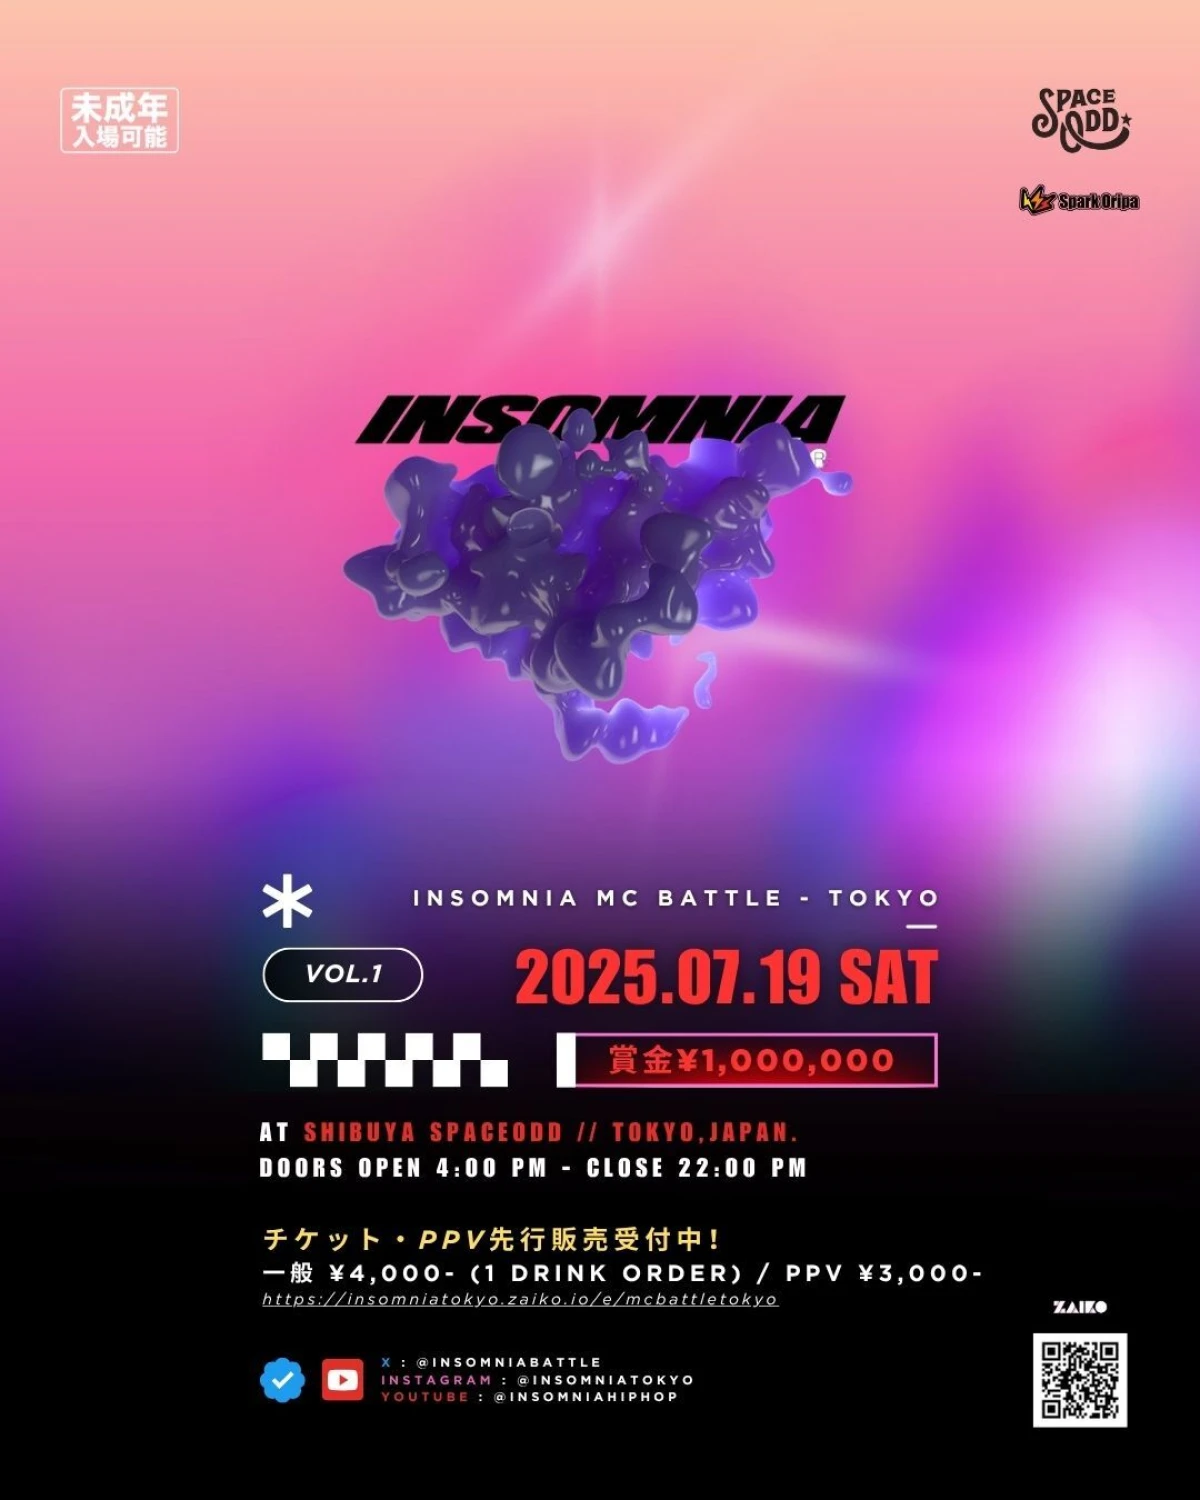 未成年
入場可能
SPACE
ODD
Spark Oripa
INSOMNIA
®
INSOMNIA MC BATTLE - TOKYO
VOL.1
2025.07.19 SAT
賞金¥1,000,000
AT SHIBUYA SPACEODD // TOKYO,JAPAN.
DOORS OPEN 4:00 PM - CLOSE 22:00 PM
チケット・PPV先行販売受付中!
一般 ¥4,000- (1 DRINK ORDER) / PPV ¥3,000-
https://insomniatokyo.zaiko.io/e/mcbattletokyo
ZAIKO
X : @INSOMNIABATTLE
INSTAGRAM : @INSOMNIATOKYO
YOUTUBE : @INSOMNIAHIPHOP